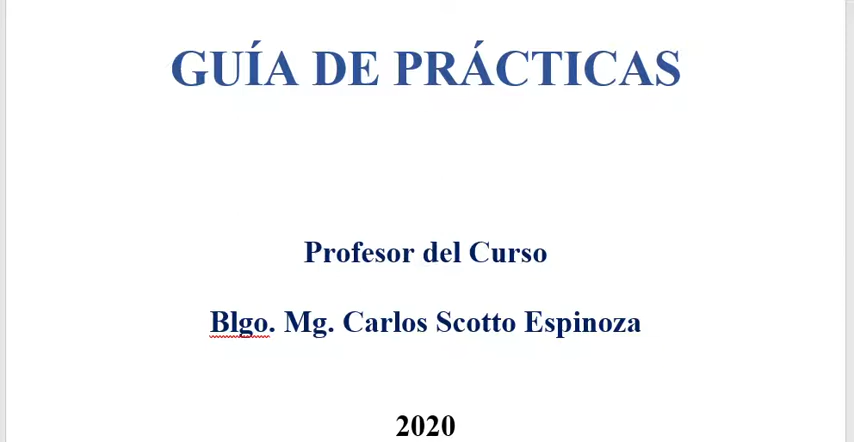 GUÍA DE PRÁCTICAS
Profesor del Curso
Blgo. Mg. Carlos Scotto Espinoza
2020